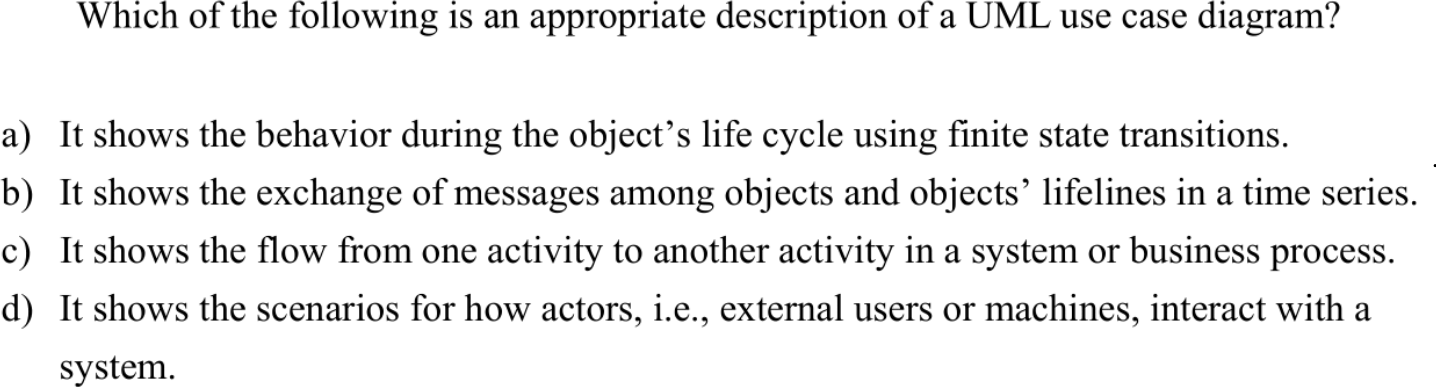 Which of the following is an appropriate description of a UML use case diagram?
a) It shows the behavior during the object’s life cycle using finite state transitions.
b) It shows the exchange of messages among objects and objects’ lifelines in a time series.
c) It shows the flow from one activity to another activity in a system or business process.
d) It shows the scenarios for how actors, i.e., external users or machines, interact with a
system.